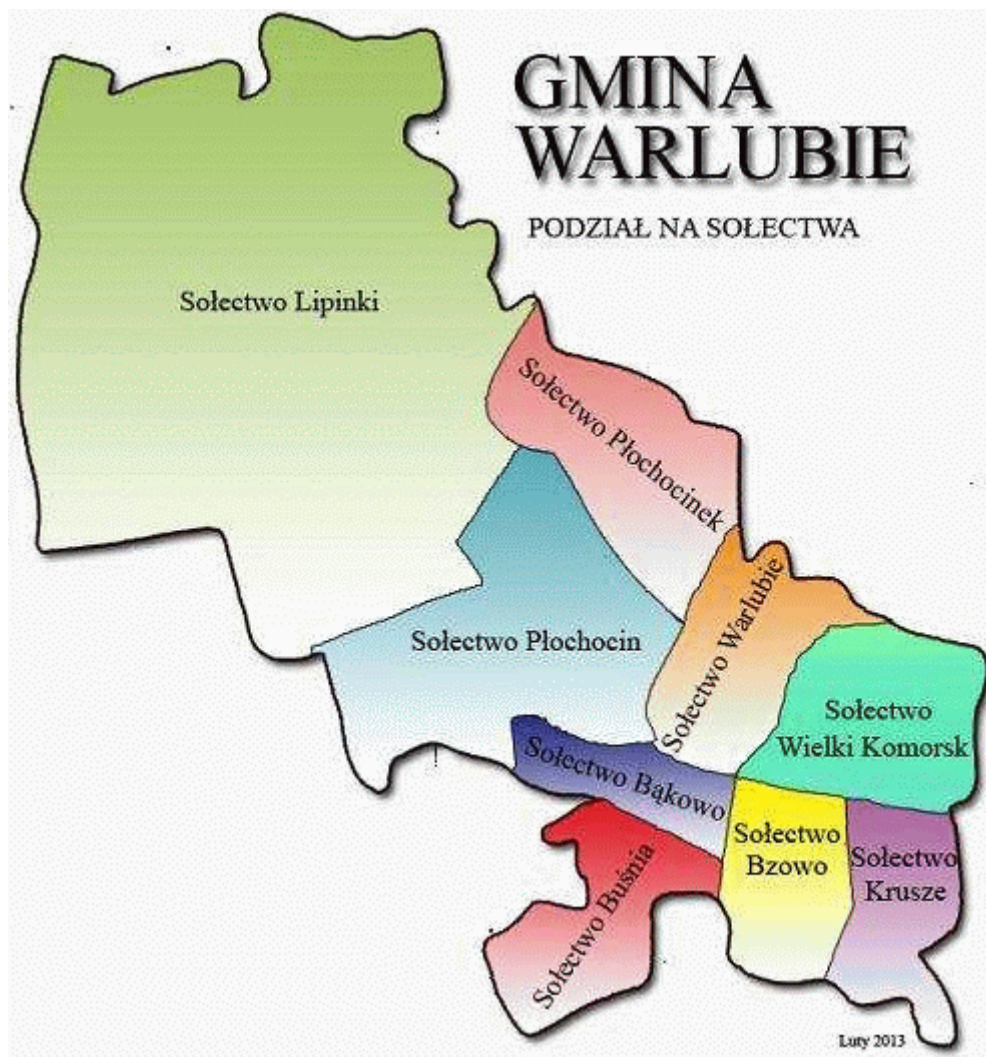 GMINA
WARLUBIE
PODZIAŁ NA SOŁECTWA
Sołectwo Lipinki
Sołectwo Płochocinek
Sołectwo Warlubie
Sołectwo Płochocin
Sołectwo
Wielki Komorsk
Sołectwo Bąkowo
Sołectwo
Bzowo
Sołectwo
Krusze
Sołectwo Buśnia
Luty 2013